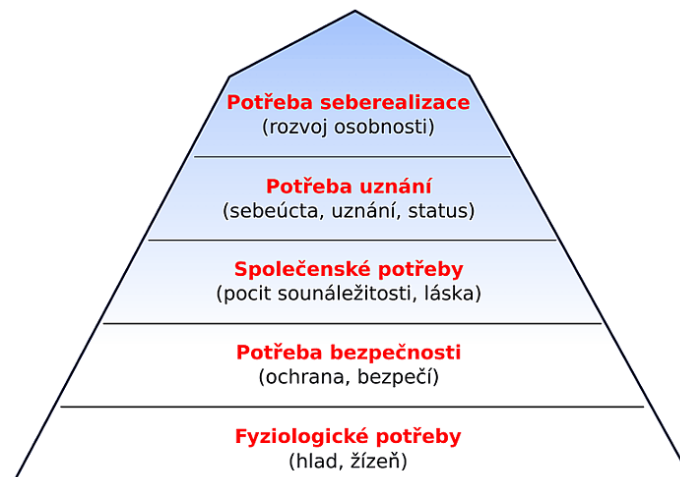 Potřeba seberealizace
(rozvoj osobnosti)
Potřeba uznání
(sebeúcta, uznání, status)
Společenské potřeby
(pocit sounáležitosti, láska)
Potřeba bezpečnosti
(ochrana, bezpečí)
Fyziologické potřeby
(hlad, žízeň)